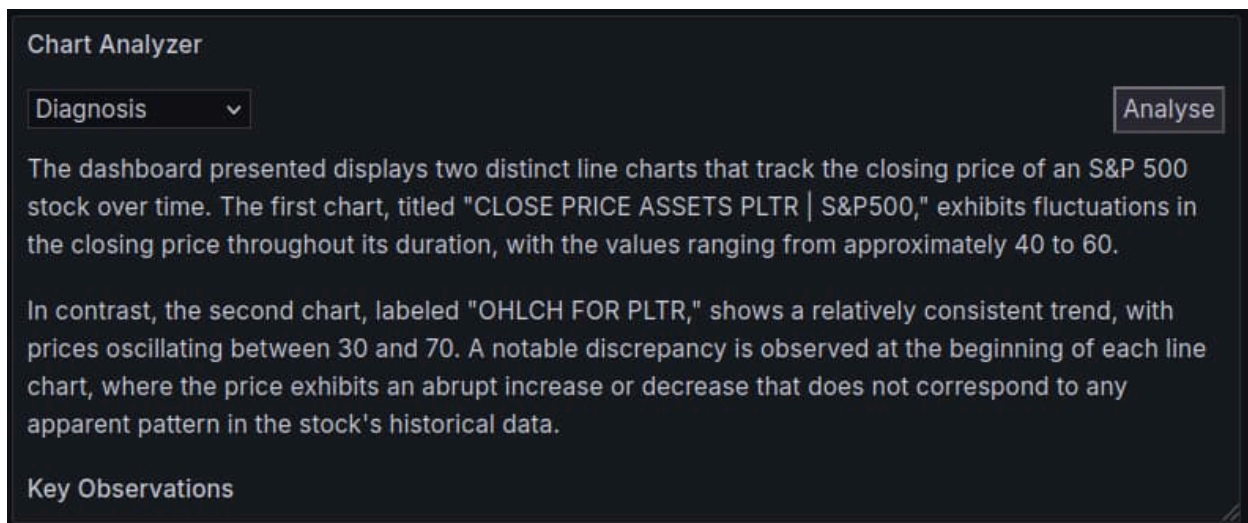 Chart Analyzer
Diagnosis
Analyse
The dashboard presented displays two distinct line charts that track the closing price of an S&P 500
stock over time. The first chart, titled "CLOSE PRICE ASSETS PLTR | S&P500," exhibits fluctuations in
the closing price throughout its duration, with the values ranging from approximately 40 to 60.
In contrast, the second chart, labeled "OHLCH FOR PLTR," shows a relatively consistent trend, with
prices oscillating between 30 and 70. A notable discrepancy is observed at the beginning of each line
chart, where the price exhibits an abrupt increase or decrease that does not correspond to any
apparent pattern in the stock's historical data.
Key Observations